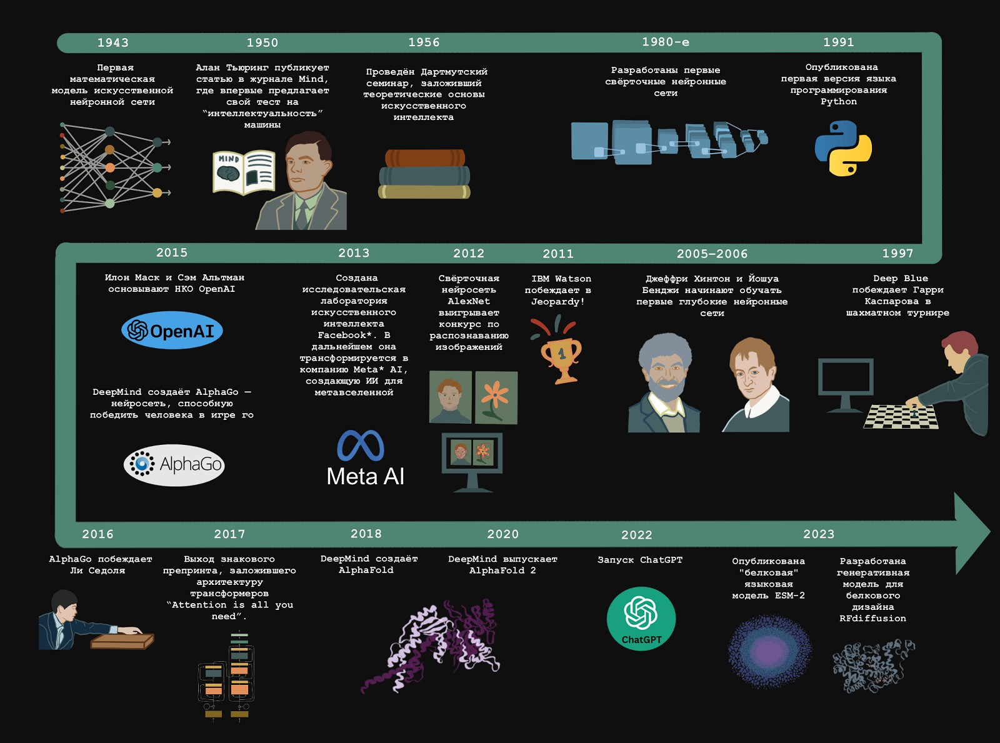 1943
1950
1956
1980-е
1991
Первая
математическая
модель искусственной
нейронной сети
Алан Тьюринг публикует
статью в журнале Mind,
где впервые предлагает
свой тест на
“интеллектуальность”
машины
MIND
Проведён Дартмутский
семинар, заложивший
теоретические основы
искусственного
интеллекта
Разработаны первые
свёрточные нейронные
сети
Опубликована
первая версия языка
программирования
Python
2015
2013
2012
2011
2005–2006
1997
Илон Маск и Сэм Альтман
основывают НКО OpenAI
OpenAI
DeepMind создаёт AlphaGo —
нейросеть, способную
победить человека в игре го
AlphaGo
Создана
исследовательская
лаборатория
искусственного
интеллекта
Facebook*. В
дальнейшем она
трансформируется в
компанию Meta* AI,
создающую ИИ для
метавселенной
Meta AI
Свёрточная
нейросеть
AlexNet
выигрывает
конкурс по
распознаванию
изображений
IBM Watson
побеждает в
Jeopardy!
1
Джеффри Хинтон и Йошуа
Бенджи начинают обучать
первые глубокие нейронные
сети
Deep Blue
побеждает Гарри
Каспарова в
шахматном турнире
2016
2017
2018
2020
2022
2023
AlphaGo побеждает
Ли Седоля
Выход знакового
препринта, заложившего
архитектуру
трансформеров
“Attention is all you
need”.
DeepMind создаёт
AlphaFold
DeepMind выпускает
AlphaFold 2
Запуск ChatGPT
ChatGPT
Опубликована
"белковая"
языковая
модель ESM-2
Разработана
генеративная
модель для
белкового
дизайна
RFdiffusion